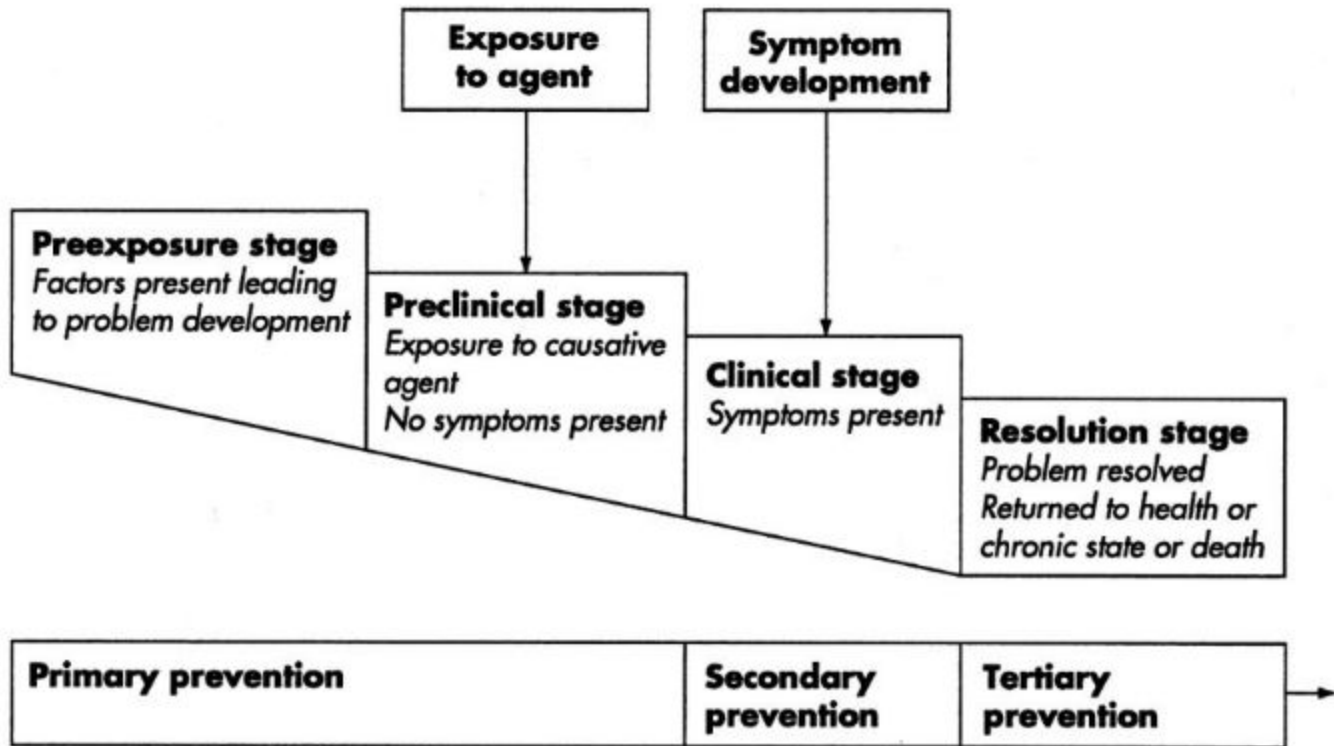 Exposure
to agent
Symptom
development
Preexposure stage
Factors present leading
to problem development
Preclinical stage
Exposure to causative
agent
No symptoms present
Clinical stage
Symptoms present
Resolution stage
Problem resolved
Returned to health or
chronic state or death
Primary prevention
Secondary
prevention
Tertiary
prevention